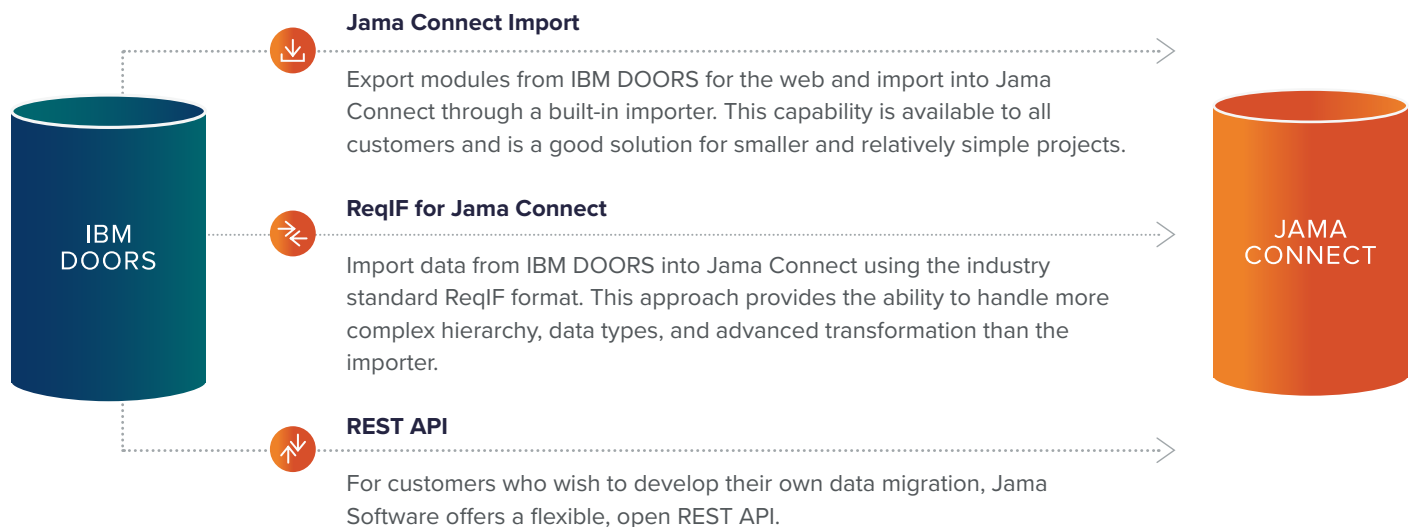 Jama Connect Import
Export modules from IBM DOORS for the web and import into Jama
Connect through a built-in importer. This capability is available to all
customers and is a good solution for smaller and relatively simple projects.
IBM
DOORS
ReqIF for Jama Connect
Import data from IBM DOORS into Jama Connect using the industry
standard ReqIF format. This approach provides the ability to handle more
complex hierarchy, data types, and advanced transformation than the
importer.
JAMA
CONNECT
REST API
For customers who wish to develop their own data migration, Jama
Software offers a flexible, open REST API.